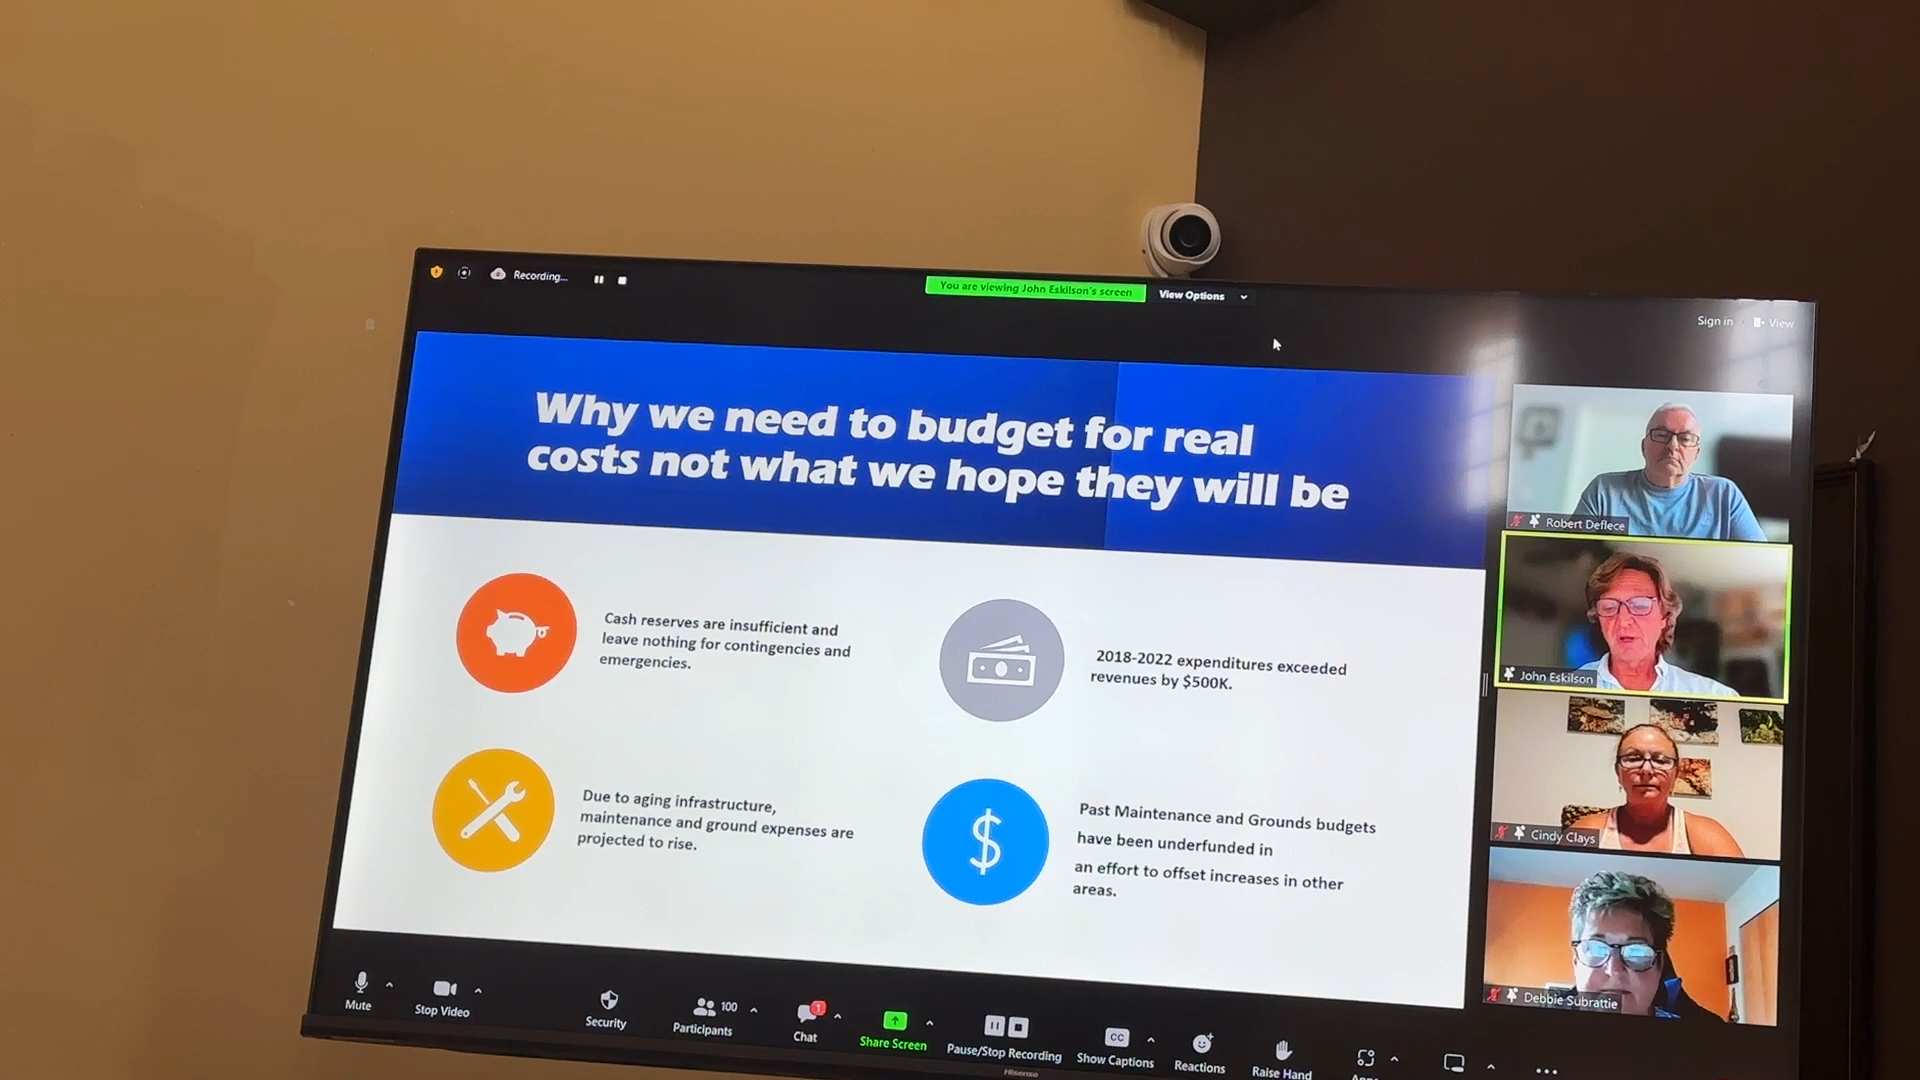 Recording...
You are viewing John Eskilson's screen
View Options
Sign in
View
Why we need to budget for real
costs not what we hope they will be
Cash reserves are insufficient and
leave nothing for contingencies and
emergencies.
2018-2022 expenditures exceeded
revenues by $500K.
Due to aging infrastructure,
maintenance and ground expenses are
projected to rise.
Past Maintenance and Grounds budgets
have been underfunded in
an effort to offset increases in other
areas.
Robert Deflece
John Eskilson
Cindy Clays
Debbie Subrattie
Mute
Stop Video
Security
100
Participants
1
Chat
Share Screen
Pause/Stop Recording
CC
Show Captions
Reactions
Raise Hand
Hisense